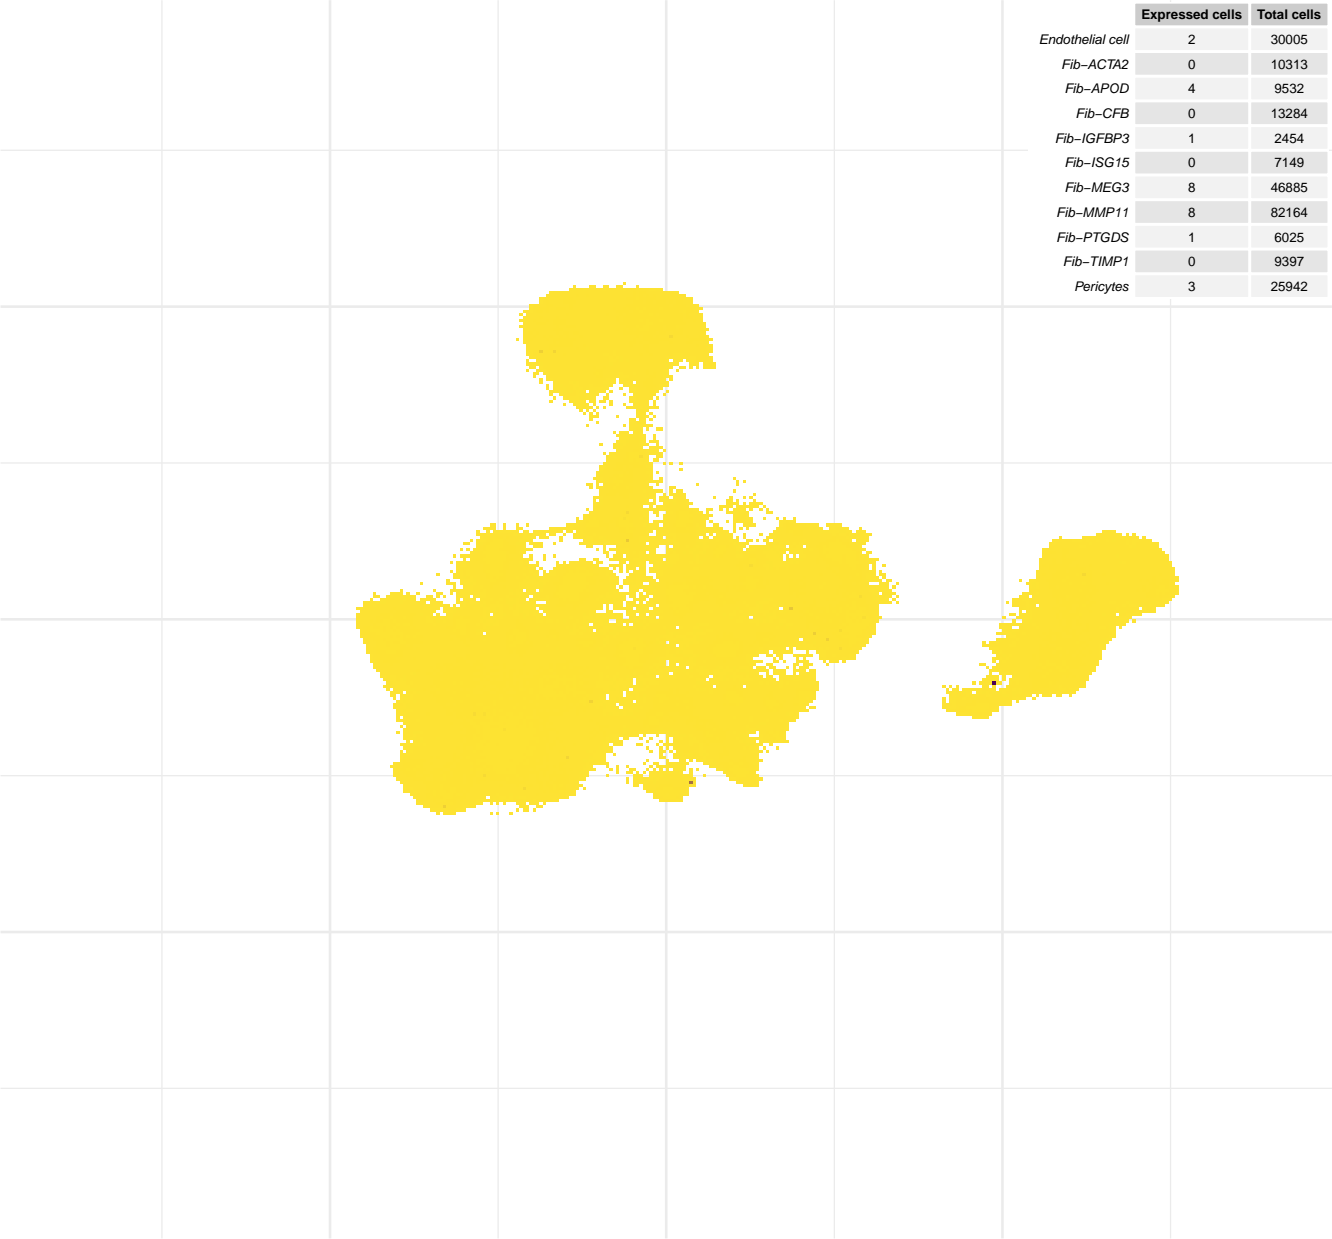 Expressed cells Total cells
Endothelial cell 2 30005
Fib−ACTA2 0 10313
Fib−APOD 4 9532
Fib−CFB 0 13284
Fib−IGFBP3 1 2454
Fib−ISG15 0 7149
Fib−MEG3 8 46885
Fib−MMP11 8 82164
Fib−PTGDS 1 6025
Fib−TIMP1 0 9397
Pericytes 3 25942